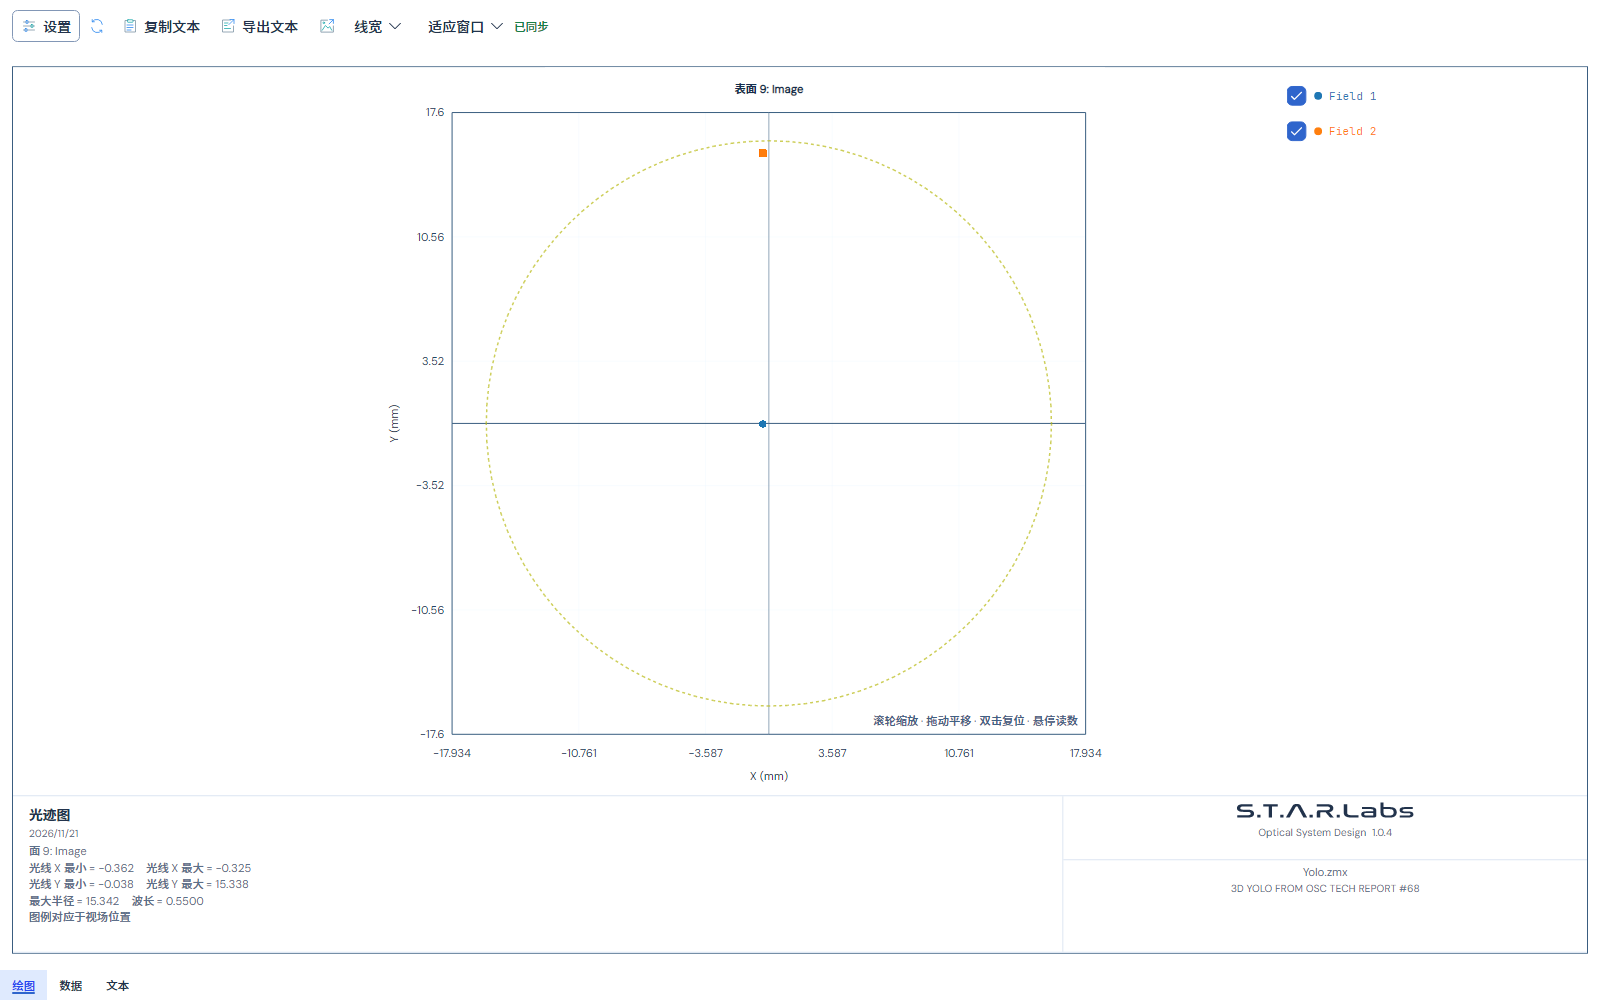 设置 复制文本 导出文本 线宽 适应窗口 已同步
表面 9: Image
Field 1
Field 2
17.6
10.56
3.52
Y (mm)
-3.52
-10.56
-17.6
滚轮缩放 · 拖动平移 · 双击复位 · 悬停读数
-17.934 -10.761 -3.587 3.587 10.761 17.934
X (mm)
光迹图
2026/11/21
面 9: Image
光线 X 最小 = -0.362 光线 X 最大 = -0.325
光线 Y 最小 = -0.038 光线 Y 最大 = 15.338
最大半径 = 15.342 波长 = 0.5500
图例对应于视场位置
S.T.A.R.Labs
Optical System Design 1.0.4
Yolo.zmx
3D YOLO FROM OSC TECH REPORT #68
绘图 数据 文本